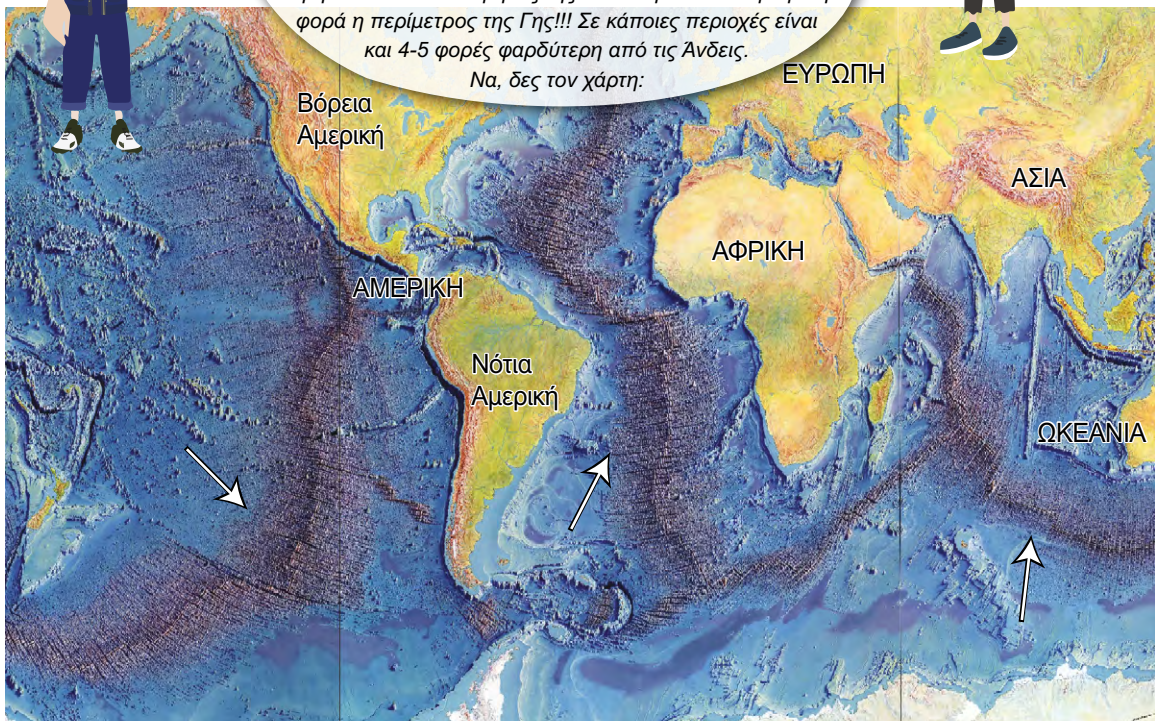 φορά η περίμετρος της Γης!!! Σε κάποιες περιοχές είναι
και 4-5 φορές φαρδύτερη από τις Άνδεις.
Να, δες τον χάρτη:
ΕΥΡΩΠΗ
Βόρεια
Αμερική
ΑΣΙΑ
ΑΦΡΙΚΗ
ΑΜΕΡΙΚΗ
Νότια
Αμερική
ΩΚΕΑΝΙΑ